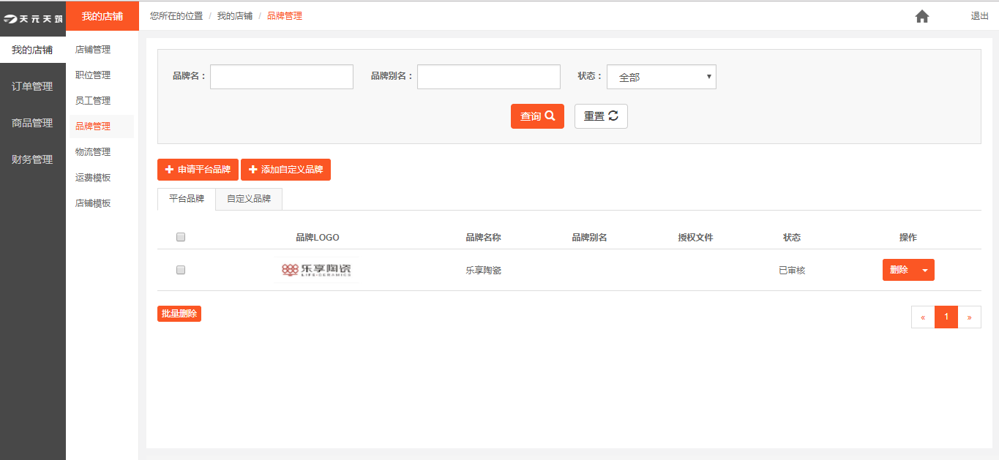 天元天筑
我的店铺
您所在的位置 / 我的店铺 / 品牌管理
退出
我的店铺
订单管理
商品管理
财务管理
店铺管理
职位管理
员工管理
品牌管理
物流管理
运费模板
店铺模板
品牌名：
品牌别名：
状态： 全部
查询 重置
申请平台品牌 添加自定义品牌
平台品牌 自定义品牌
品牌LOGO 品牌名称 品牌别名 授权文件 状态 操作
乐享陶瓷
LIFE·CERAMICS
乐享陶瓷 已审核 删除
批量删除
« 1 »